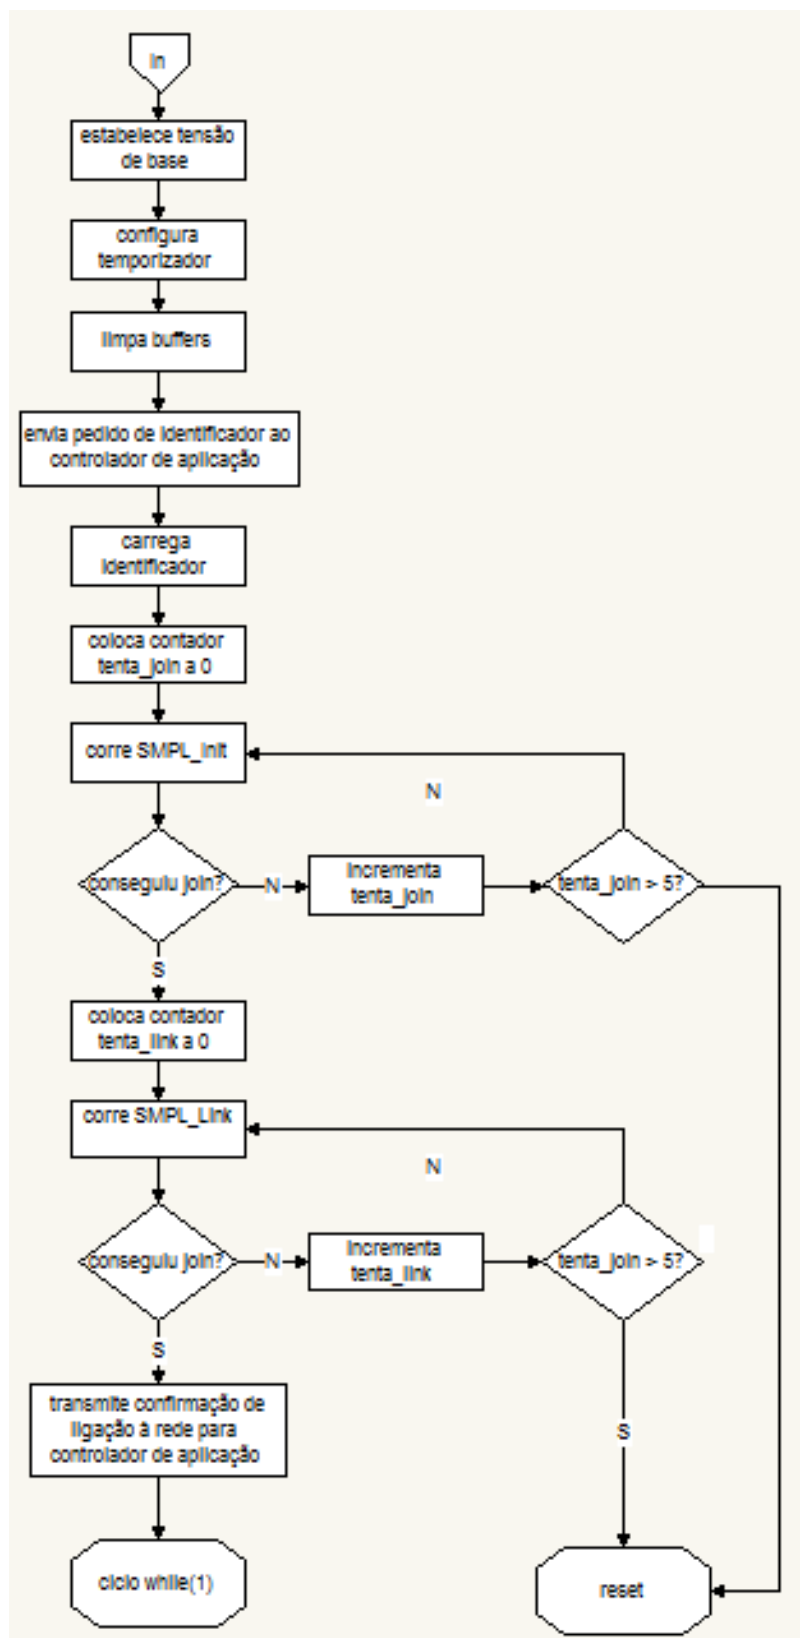 in
estabelece tensão
de base
configura
temporizador
limpa buffers
envia pedido de identificador ao
controlador de aplicação
carrega
identificador
coloca contador
tenta_join a 0
corre SMPL_Init
N
conseguiu join?
N
incrementa
tenta_join
tenta_join > 5?
S
coloca contador
tenta_link a 0
corre SMPL_Link
N
conseguiu join?
N
incrementa
tenta_link
tenta_join > 5?
S
transmite confirmação de
ligação à rede para
controlador de aplicação
S
ciclo while(1)
reset